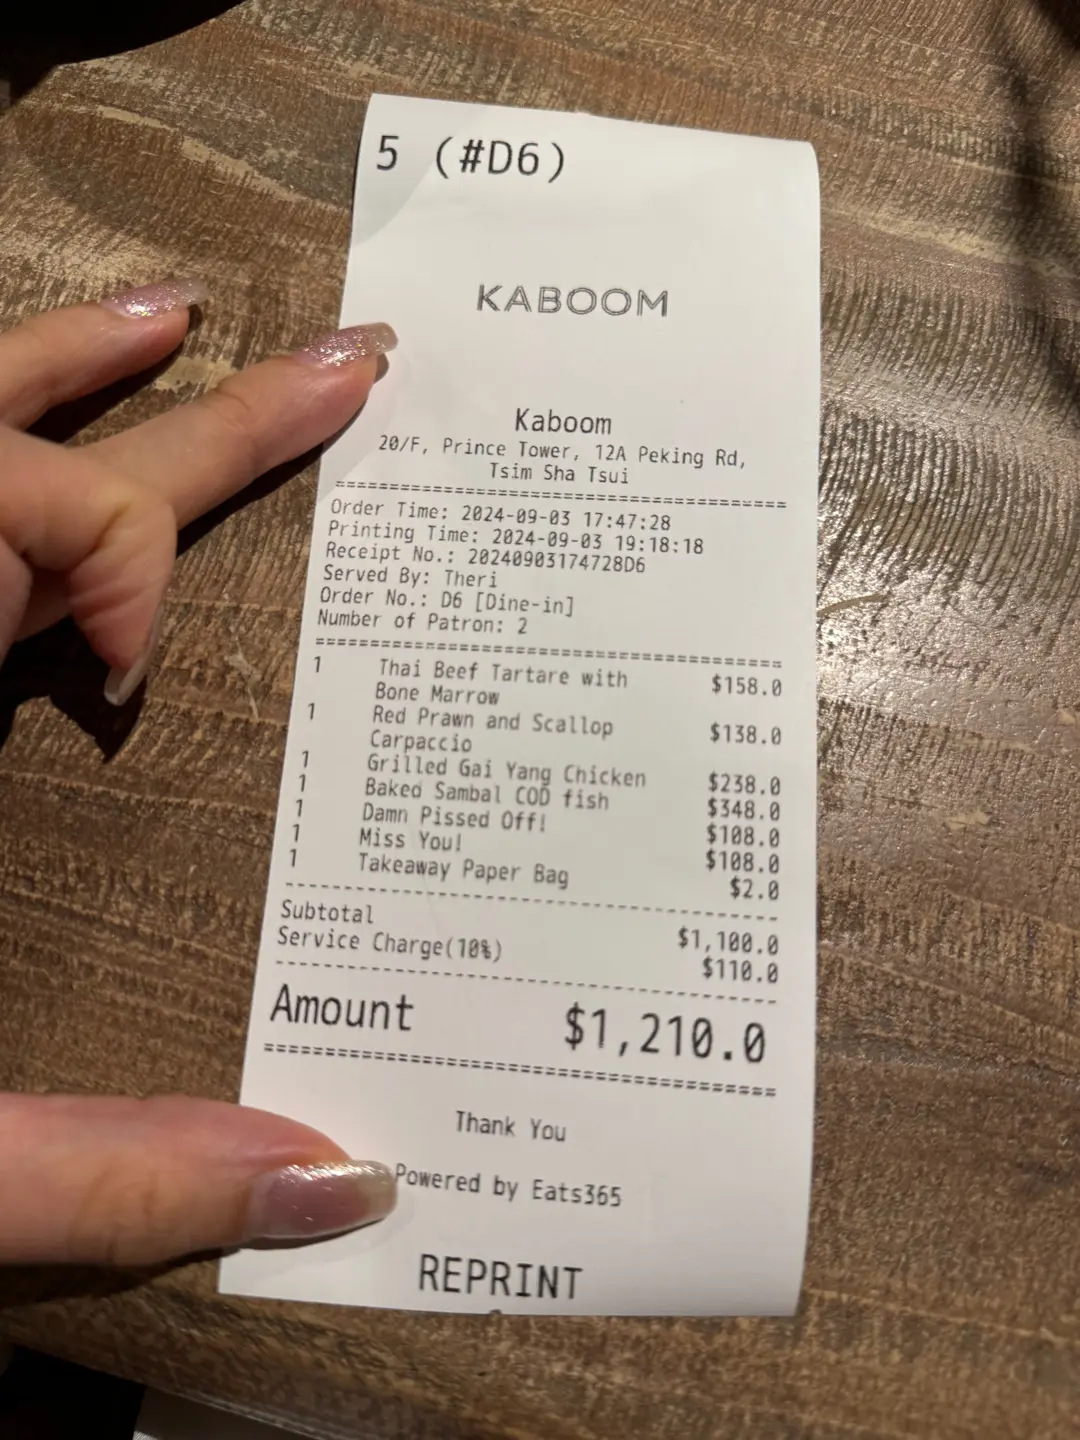 5 (#D6)
KABOOM
Kaboom
20/F, Prince Tower, 12A Peking Rd,
Tsim Sha Tsui
Order Time: 2024-09-03 17:47:28
Printing Time: 2024-09-03 19:18:18
Receipt No.: 20240903174728D6
Served By: Theri
Order No.: D6 [Dine-in]
Number of Patron: 2
1 Thai Beef Tartare with $158.0
Bone Marrow
1 Red Prawn and Scallop $138.0
Carpaccio
1 Grilled Gai Yang Chicken $238.0
1 Baked Sambal COD fish $348.0
1 Damn Pissed Off! $108.0
1 Miss You! $108.0
1 Takeaway Paper Bag $2.0
Subtotal $1,100.0
Service Charge(10%) $110.0
Amount $1,210.0
Thank You
Powered by Eats365
REPRINT